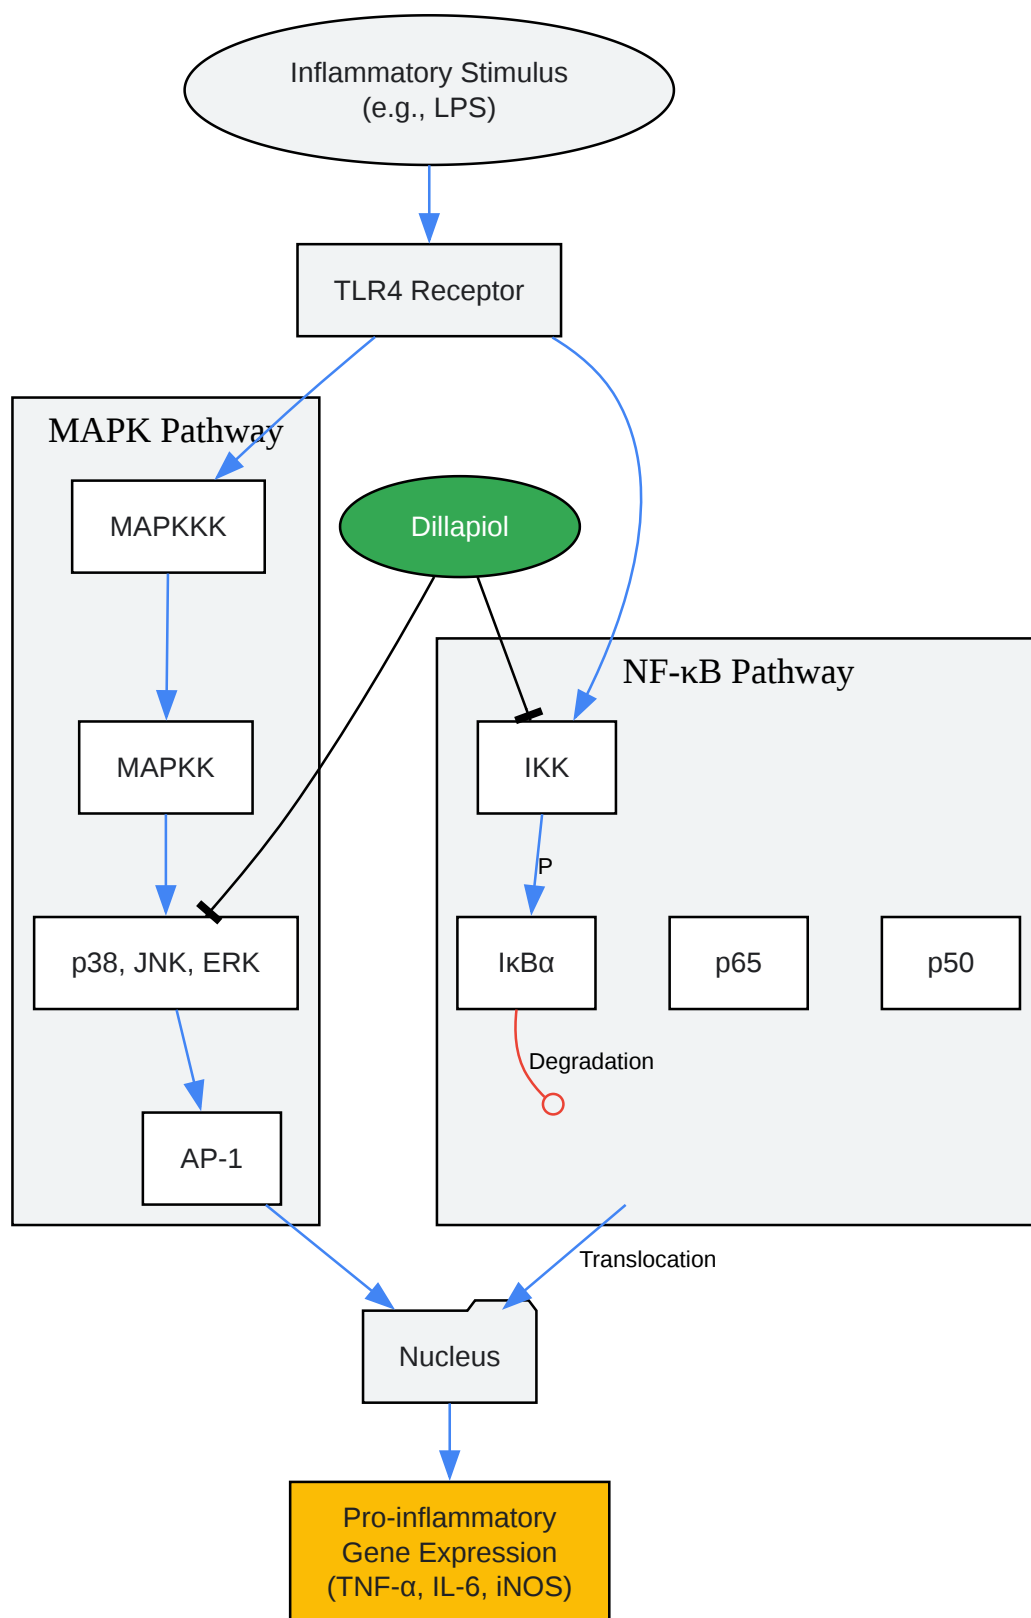 Inflammatory Stimulus
(e.g., LPS)
TLR4 Receptor
MAPK Pathway
MAPKKK
Dillapiol
NF-κB Pathway
MAPKK
IKK
P
p38, JNK, ERK
IκBα
p65
p50
Degradation
AP-1
Translocation
Nucleus
Pro-inflammatory
Gene Expression
(TNF-α, IL-6, iNOS)